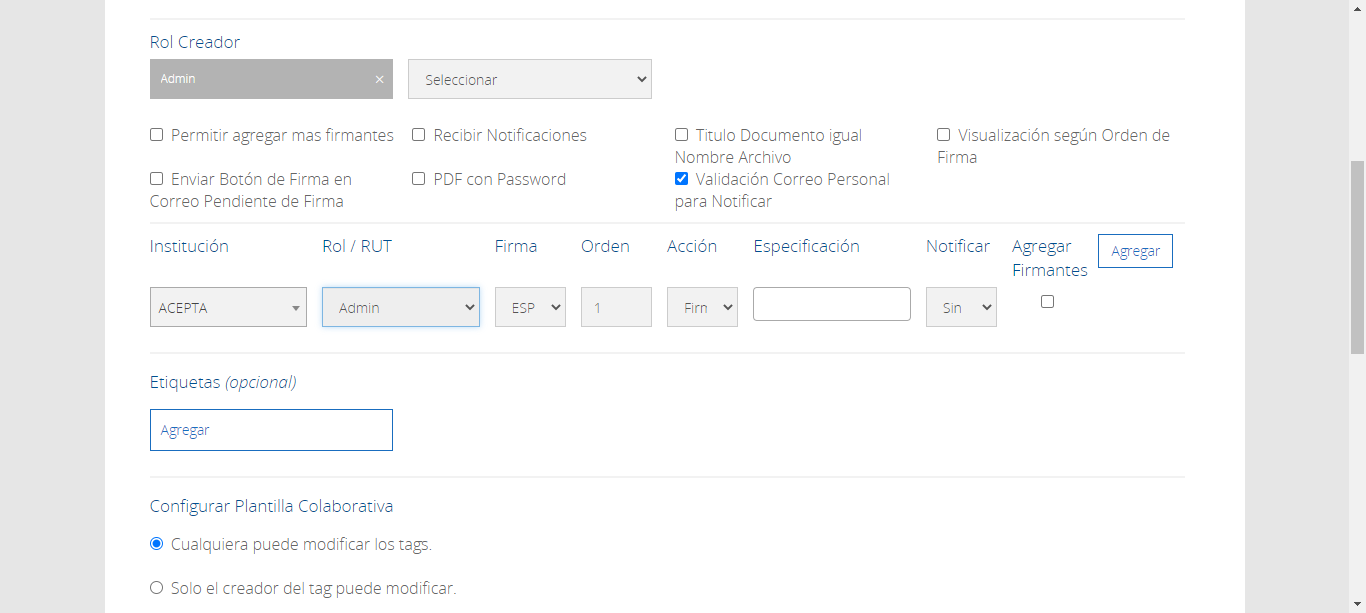 Rol Creador
Admin ×
Seleccionar
Permitir agregar mas firmantes
Recibir Notificaciones
Titulo Documento igual
Nombre Archivo
Visualización según Orden de
Firma
Enviar Botón de Firma en
Correo Pendiente de Firma
PDF con Password
Validación Correo Personal
para Notificar
Institución
Rol / RUT
Firma
Orden
Acción
Especificación
Notificar
Agregar
Firmantes
Agregar
ACEPTA
Admin
ESP
1
Firn
Sin
Etiquetas (opcional)
Agregar
Configurar Plantilla Colaborativa
Cualquiera puede modificar los tags.
Solo el creador del tag puede modificar.